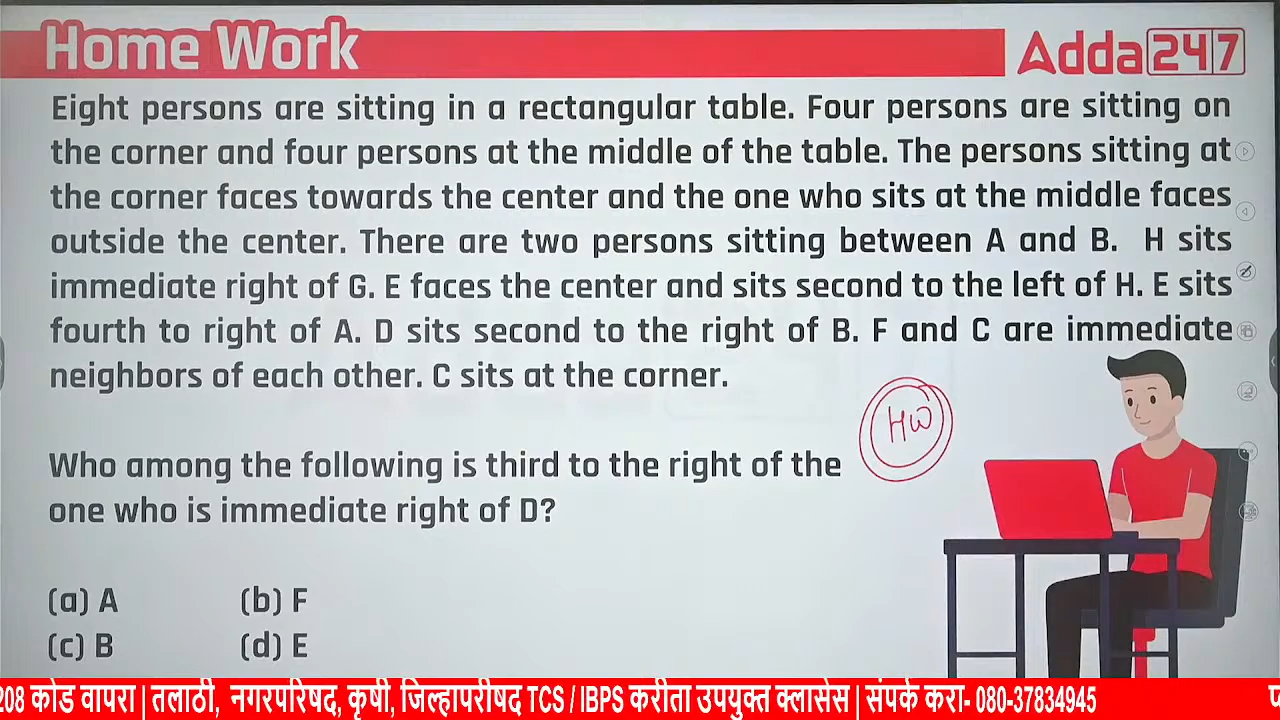 Home Work
Adda247
Eight persons are sitting in a rectangular table. Four persons are sitting on
the corner and four persons at the middle of the table. The persons sitting at
the corner faces towards the center and the one who sits at the middle faces
outside the center. There are two persons sitting between A and B. H sits
immediate right of G. E faces the center and sits second to the left of H. E sits
fourth to right of A. D sits second to the right of B. F and C are immediate
neighbors of each other. C sits at the corner.
HW
Who among the following is third to the right of the
one who is immediate right of D?
(a) A (b) F
(c) B (d) E
208 कोड वापरा | तलाठी, नगरपरिषद, कृषी, जिल्हापरीषद TCS / IBPS करीता उपयुक्त क्लासेस | संपर्क करा- 080-37834945